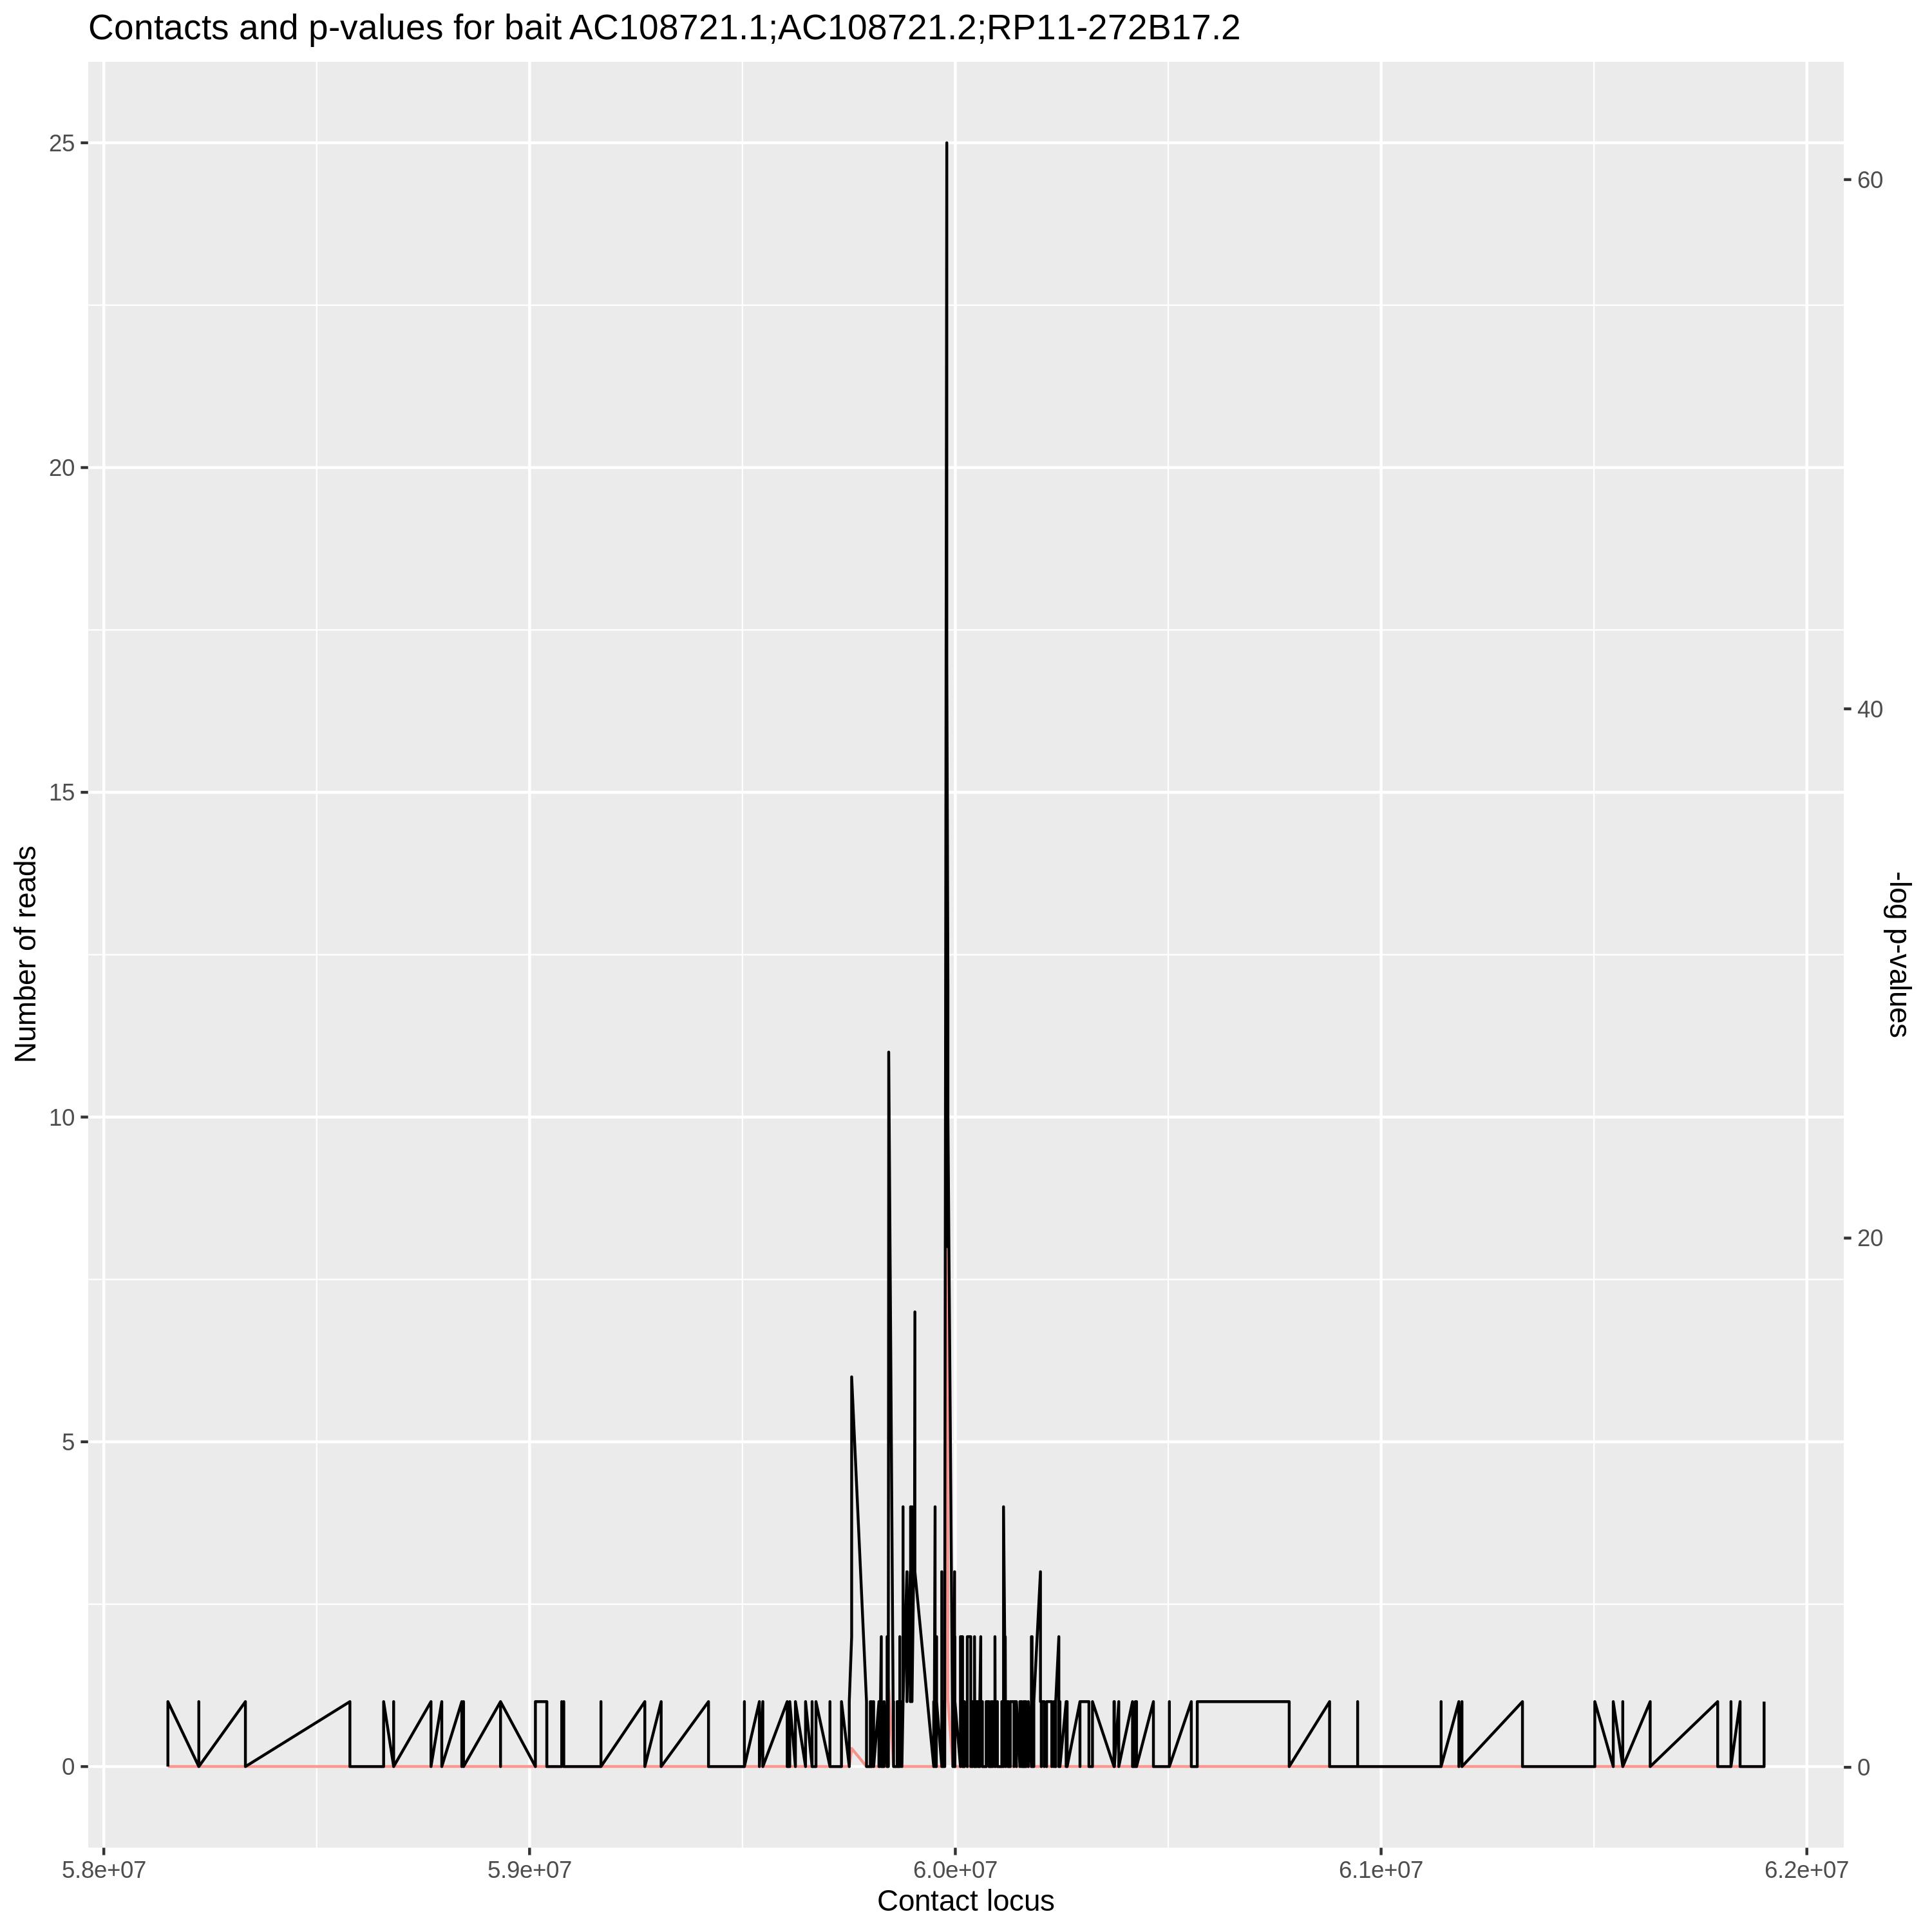 Contacts and p-values for bait AC108721.1;AC108721.2;RP11-272B17.2
25
20
15
10
5
0
Number of reads
60
40
20
0
-log p-values
5.8e+07 5.9e+07 6.0e+07 6.1e+07 6.2e+07
Contact locus